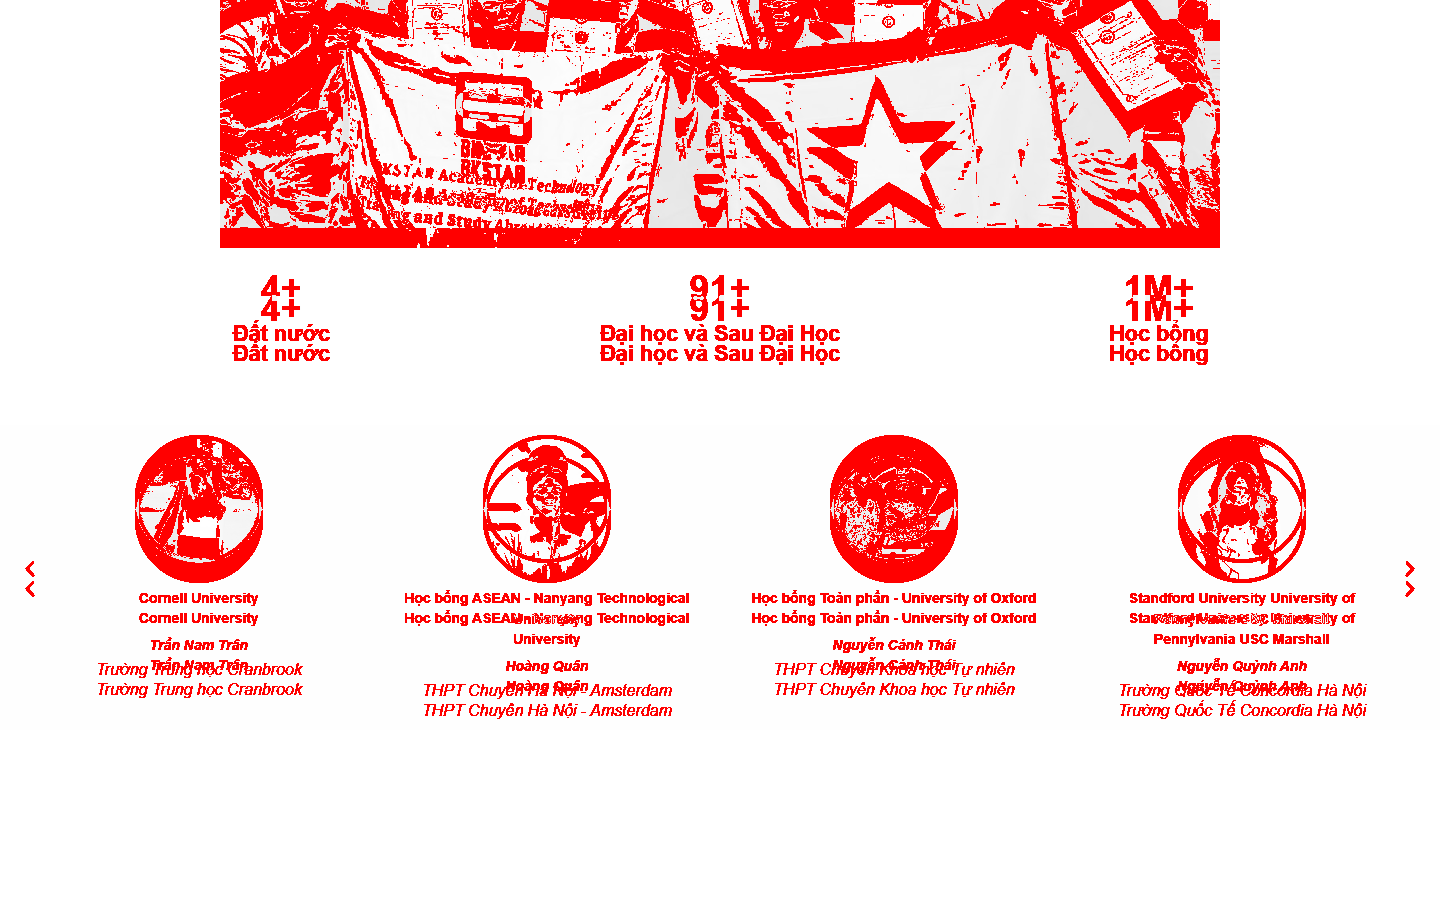 BKSTAR
BKSTAR
BKSTAR Academy of Technology
Training and Study Abroad
4+
4+
91+
91+
1M+
1M+
Đất nước
Đất nước
Đại học và Sau Đại Học
Đại học và Sau Đại Học
Học bổng
Học bổng
Cornell University
Cornell University
Trần Nam Trân
Trần Nam Trân
Trường Trung học Cranbrook
Trường Trung học Cranbrook
Học bổng ASEAN - Nanyang Technological
Học bổng ASEAN - Nanyang Technological
University
University
Hoàng Quân
Hoàng Quân
THPT Chuyên Hà Nội - Amsterdam
THPT Chuyên Hà Nội - Amsterdam
Học bổng Toàn phần - University of Oxford
Học bổng Toàn phần - University of Oxford
Nguyễn Cảnh Thái
Nguyễn Cảnh Thái
THPT Chuyên Khoa học Tự nhiên
THPT Chuyên Khoa học Tự nhiên
Standford University University of
Standford University University of
Pennylvania USC Marshall
Pennylvania USC Marshall
Nguyễn Quỳnh Anh
Nguyễn Quỳnh Anh
Trường Quốc Tế Concordia Hà Nội
Trường Quốc Tế Concordia Hà Nội